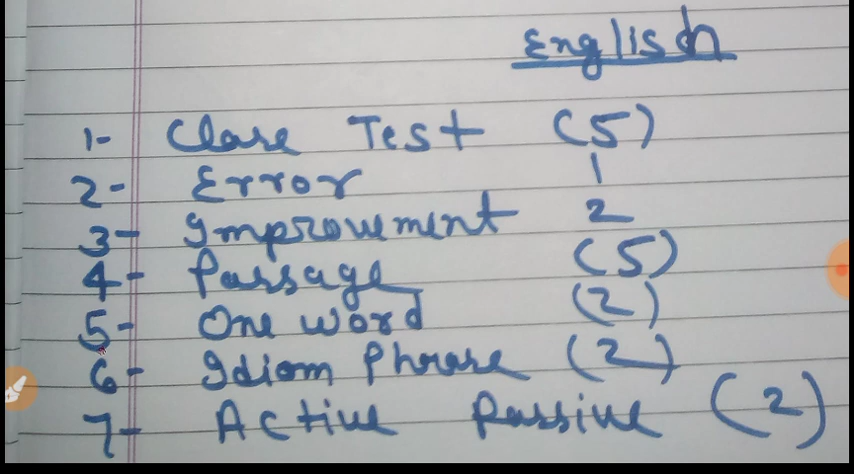 English
1- Close Test (5)
2- Error 1
3- Improvement 2
4- Passage (5)
5- One word (2)
6- Idiom Phrase (2)
7- Active Passive (2)